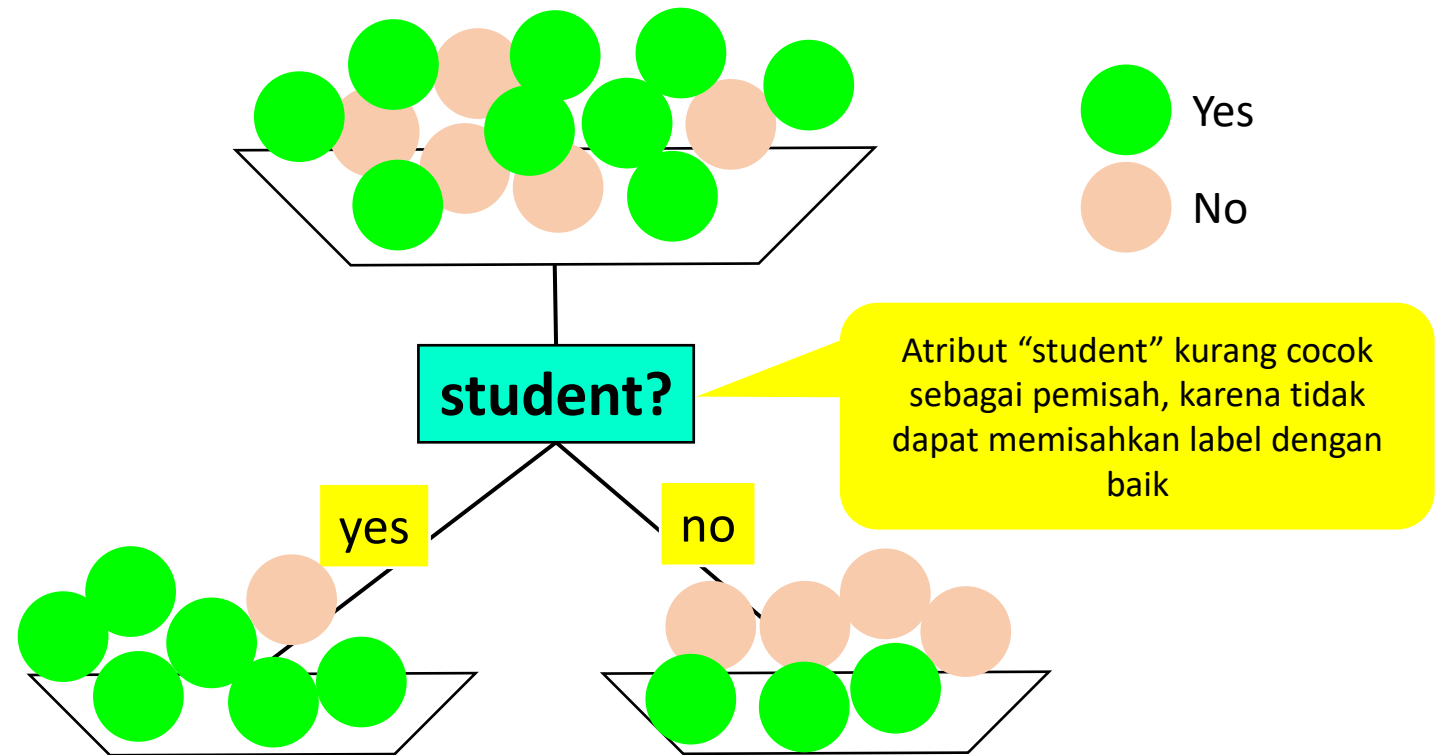 Yes
No
student?
Atribut “student” kurang cocok
sebagai pemisah, karena tidak
dapat memisahkan label dengan
baik
yes
no